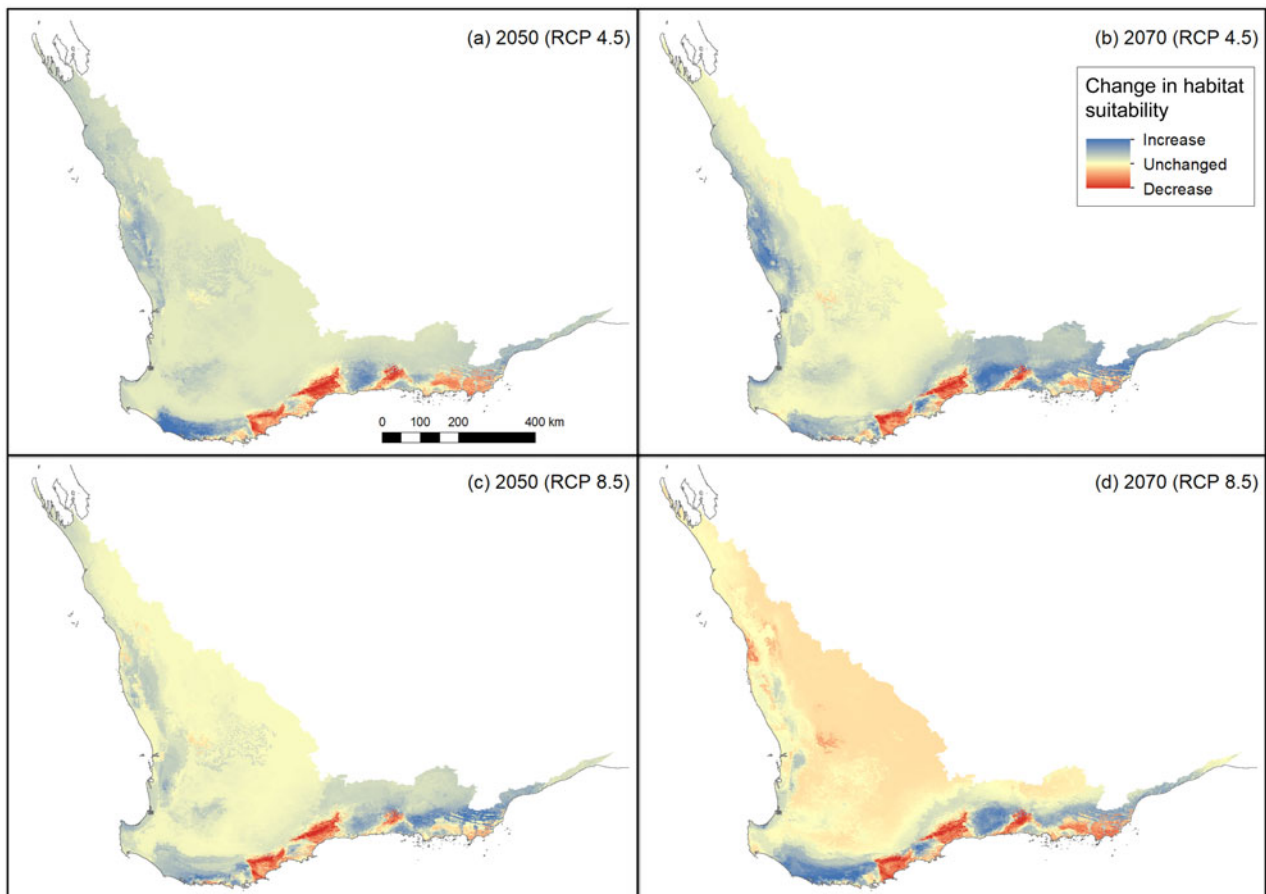 (a) 2050 (RCP 4.5)
(b) 2070 (RCP 4.5)
Change in habitat
suitability
Increase
Unchanged
Decrease
0 100 200 400 km
(c) 2050 (RCP 8.5)
(d) 2070 (RCP 8.5)